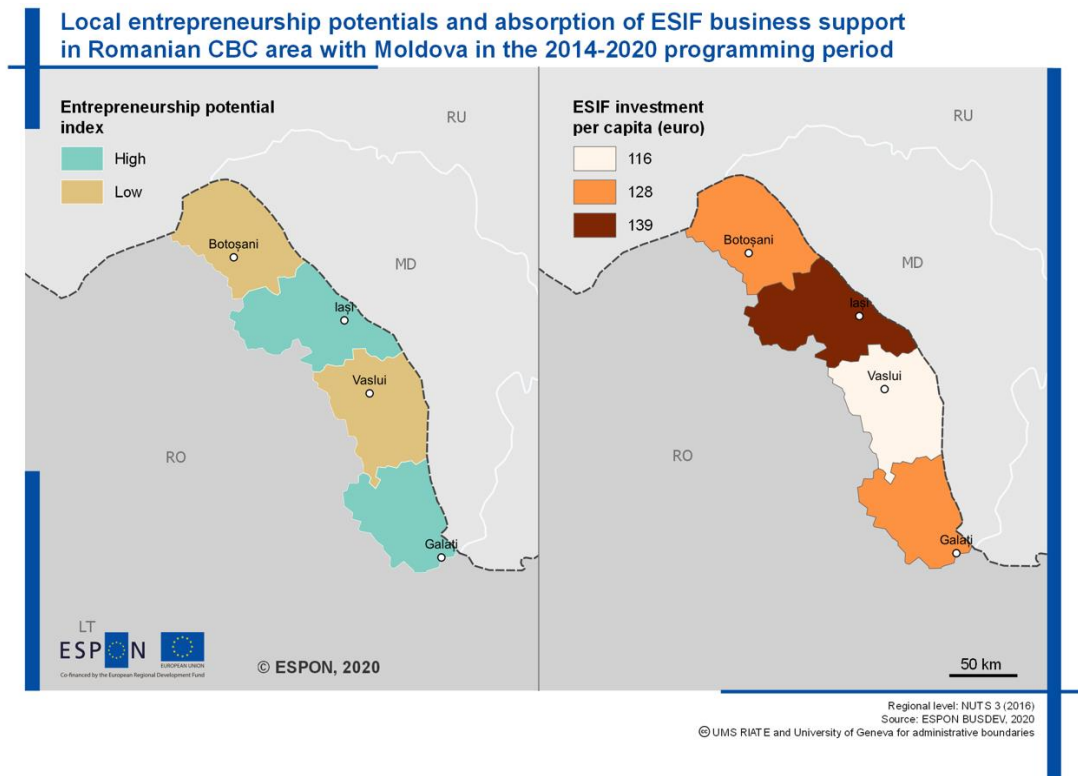 Local entrepreneurship potentials and absorption of ESIF business support
in Romanian CBC area with Moldova in the 2014-2020 programming period
Entrepreneurship potential
index
High
Low
RU
Botoșani
MD
Iași
Vaslui
RO
Galați
LT
ESPON
EUROPEAN UNION
Co-financed by the European Regional Development Fund
© ESPON, 2020
ESIF investment
per capita (euro)
116
128
139
RU
Botoșani
MD
Iași
Vaslui
RO
Galați
50 km
Regional level: NUTS 3 (2016)
Source: ESPON BUSDEV, 2020
cc UMS RIATE and University of Geneva for administrative boundaries